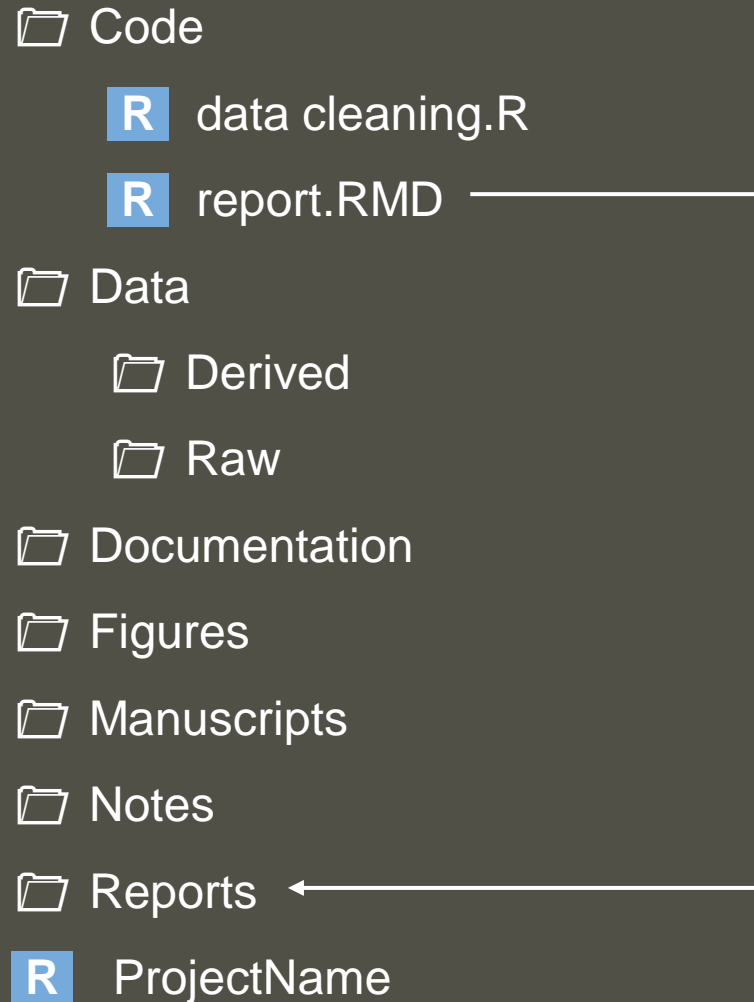 Code
R data cleaning.R
R report.RMD
Data
Derived
Raw
Documentation
Figures
Manuscripts
Notes
Reports
R ProjectName